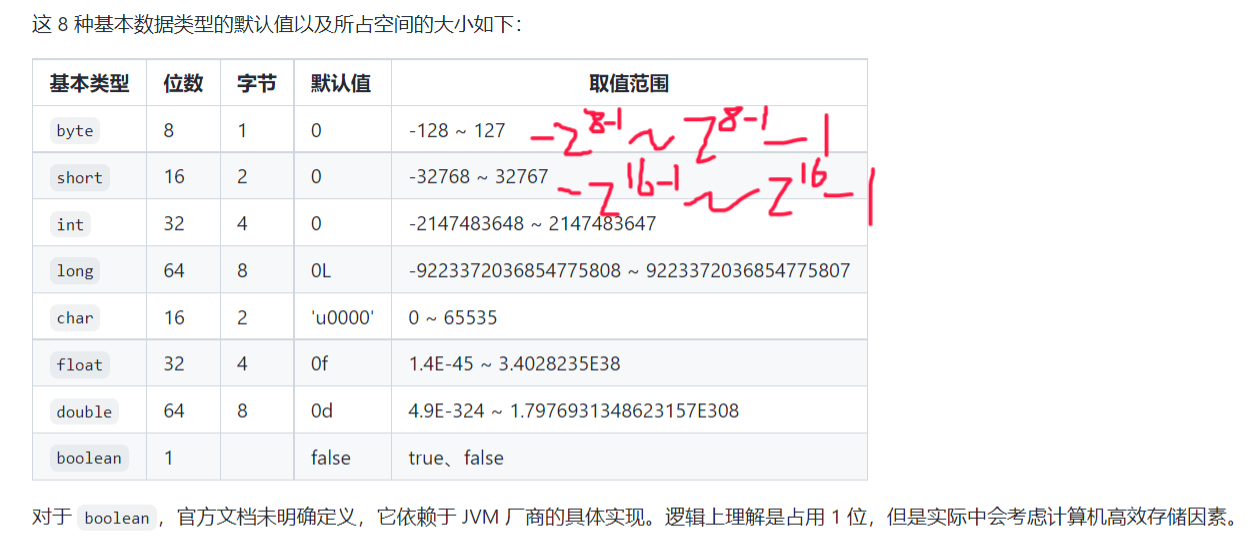 这 8 种基本数据类型的默认值以及所占空间的大小如下：
基本类型 位数 字节 默认值 取值范围
byte 8 1 0 -128 ~ 127 -2^8-1 ~ 2^8-1 -1
short 16 2 0 -32768 ~ 32767 -2^16-1 ~ 2^16 -1
int 32 4 0 -2147483648 ~ 2147483647
long 64 8 0L -9223372036854775808 ~ 9223372036854775807
char 16 2 'u0000' 0 ~ 65535
float 32 4 0f 1.4E-45 ~ 3.4028235E38
double 64 8 0d 4.9E-324 ~ 1.7976931348623157E308
boolean 1 false true、false
对于 boolean，官方文档未明确定义，它依赖于 JVM 厂商的具体实现。逻辑上理解是占用 1 位，但是实际中会考虑计算机高效存储因素。